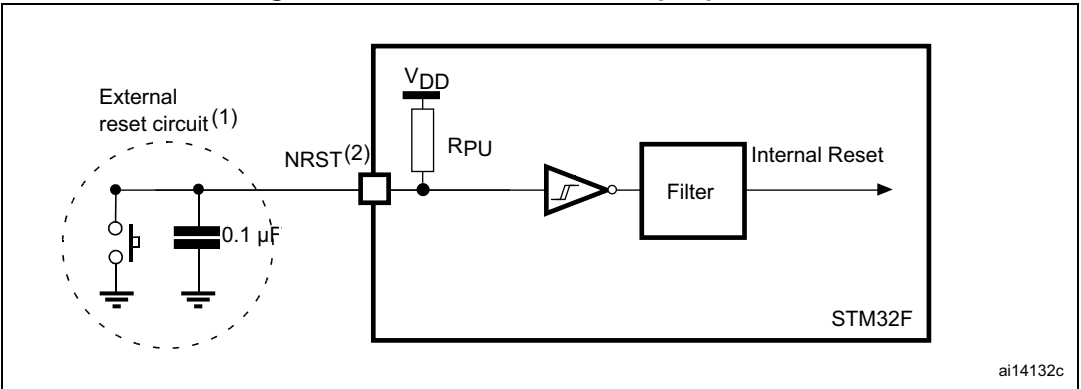 VDD
External
reset circuit(1)
NRST(2)
RPU
Internal Reset
Filter
0.1 µF
STM32F
ai14132c